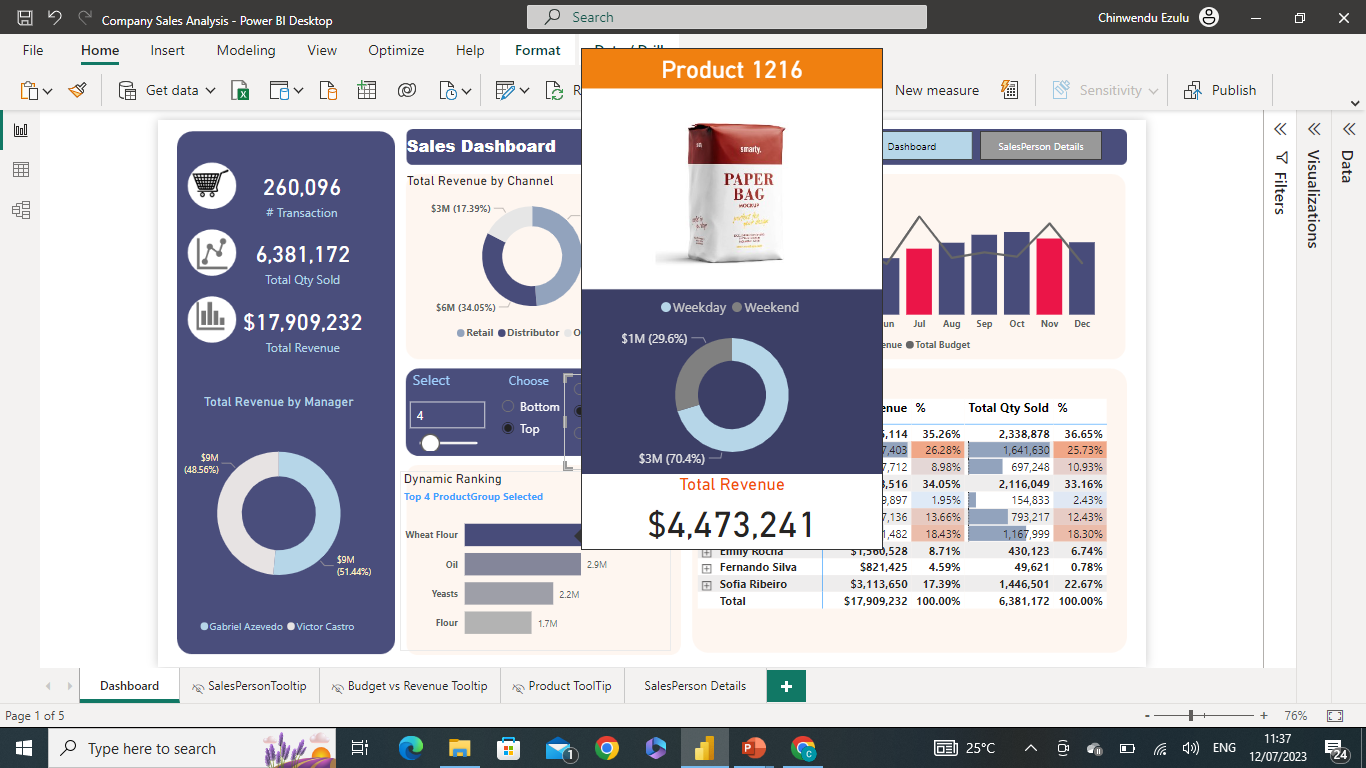 Company Sales Analysis - Power BI Desktop
Search
Chinwendu Ezulu
File Home Insert Modeling View Optimize Help Format
Get data
New measure
Sensitivity
Publish
Product 1216
smarty.
PAPER
BAG
MOCKUP
Sales Dashboard
Dashboard
SalesPerson Details
260,096
# Transaction
6,381,172
Total Qty Sold
$17,909,232
Total Revenue
Total Revenue by Manager
$9M
(48.56%)
$9M
(51.44%)
Gabriel Azevedo Victor Castro
Total Revenue by Channel
$3M (17.39%)
$6M (34.05%)
Retail Distributor O
Weekday Weekend
$1M (29.6%)
$3M (70.4%)
Total Revenue
$4,473,241
un Jul Aug Sep Oct Nov Dec
enue Total Budget
Select
4
Choose
Bottom
Top
Dynamic Ranking
Top 4 ProductGroup Selected
Wheat Flour
Oil 2.9M
Yeasts 2.2M
Flour 1.7M
enue % Total Qty Sold %
,114 35.26% 2,338,878 36.65%
,403 26.28% 1,641,630 25.73%
,712 8.98% 697,248 10.93%
,516 34.05% 2,116,049 33.16%
,897 1.95% 154,833 2.43%
,136 13.66% 793,217 12.43%
,482 18.43% 1,167,999 18.30%
Emily Rocha $1,560,528 8.71% 430,123 6.74%
Fernando Silva $821,425 4.59% 49,621 0.78%
Sofia Ribeiro $3,113,650 17.39% 1,446,501 22.67%
Total $17,909,232 100.00% 6,381,172 100.00%
Filters
Visualizations
Data
Dashboard SalesPersonTooltip Budget vs Revenue Tooltip Product ToolTip SalesPerson Details
Page 1 of 5
- + 76%
Type here to search
1
25°C
ENG
11:37
12/07/2023
24